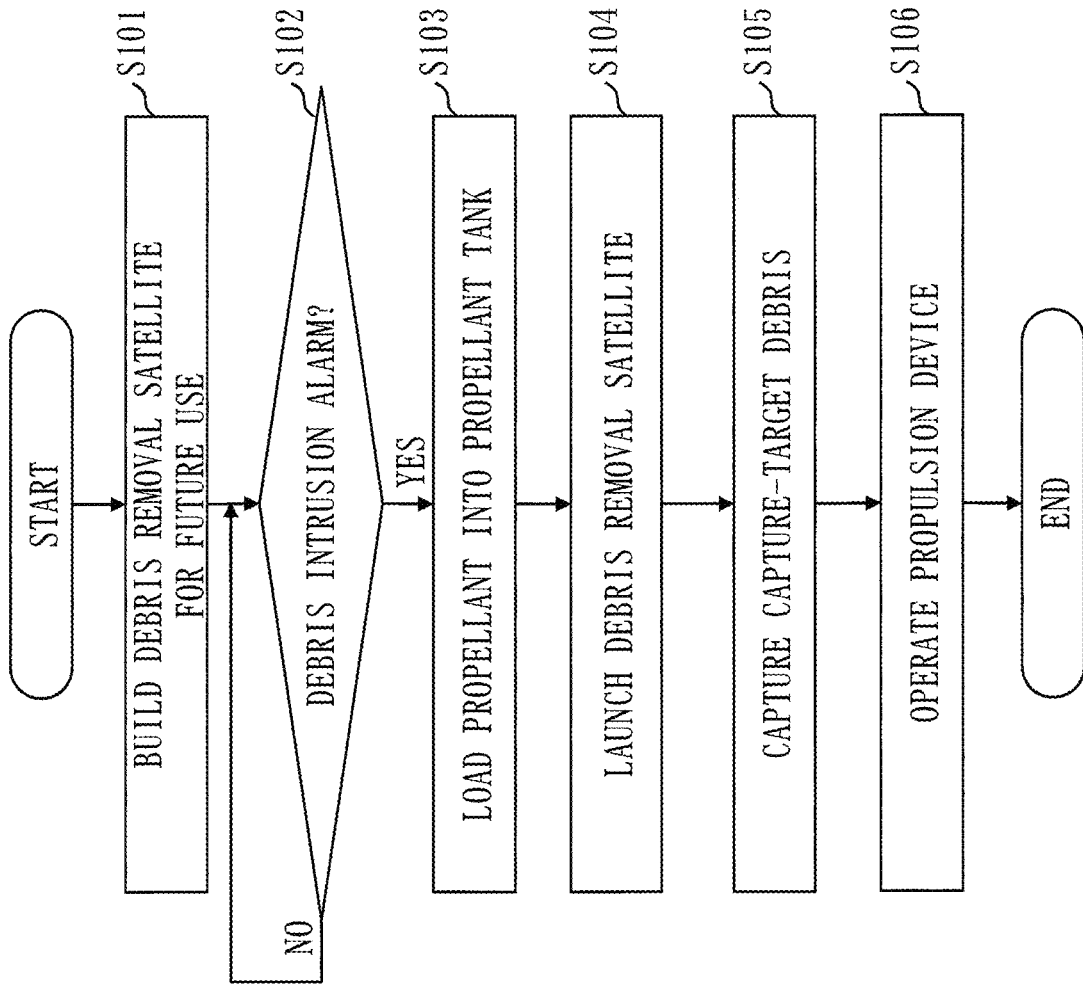 START
BUILD DEBRIS REMOVAL SATELLITE
FOR FUTURE USE
S101
DEBRIS INTRUSION ALARM?
S102
NO
YES
LOAD PROPELLANT INTO PROPELLANT TANK
S103
LAUNCH DEBRIS REMOVAL SATELLITE
S104
CAPTURE CAPTURE-TARGET DEBRIS
S105
OPERATE PROPULSION DEVICE
S106
END